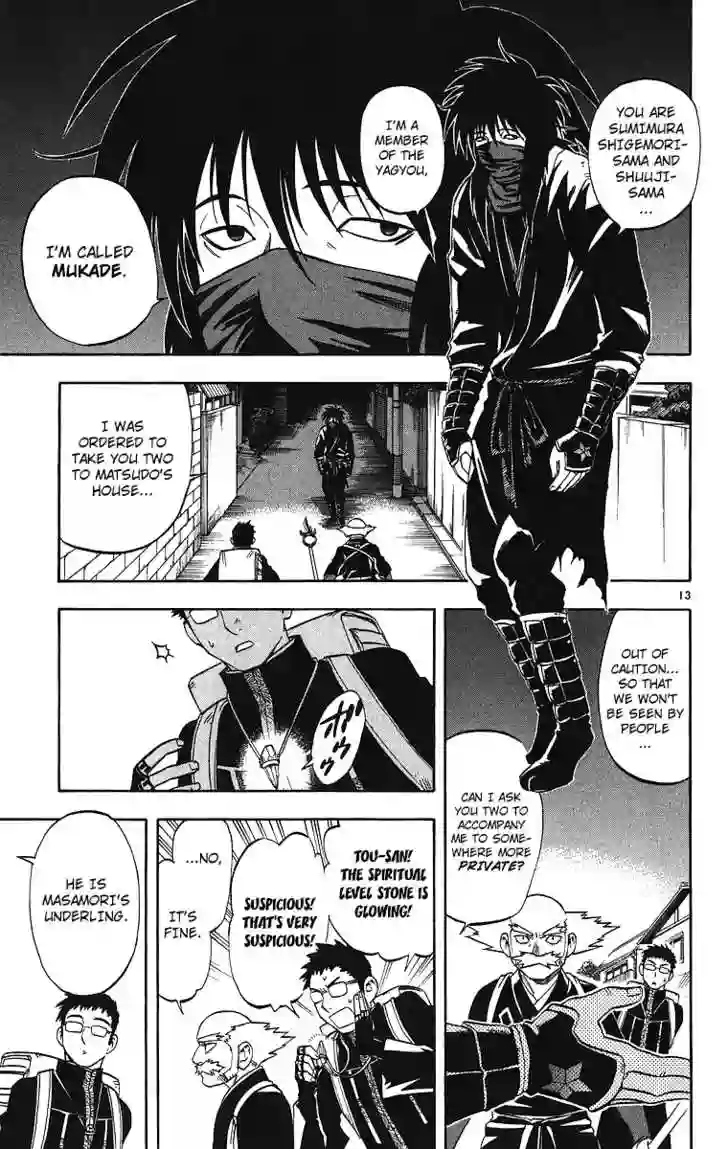 YOU ARE
SUMIMURA
SHIGEMORI-
SAMA AND
SHUUJI-
SAMA
...
I'M A
MEMBER
OF THE
YAGYOU,
I'M CALLED
MUKADE.
I WAS
ORDERED TO
TAKE YOU TWO
TO MATSUDO'S
HOUSE...
13
OUT OF
CAUTION...
SO THAT
WE WON'T
BE SEEN BY
PEOPLE
...
CAN I ASK
YOU TWO TO
ACCOMPANY
ME TO SOME-
WHERE MORE
PRIVATE?
TOU-SAN!
THE SPIRITUAL
LEVEL STONE IS
GLOWING!
SUSPICIOUS!
THAT'S VERY
SUSPICIOUS!
...NO,
IT'S
FINE.
HE IS
MASAMORI'S
UNDERLING.